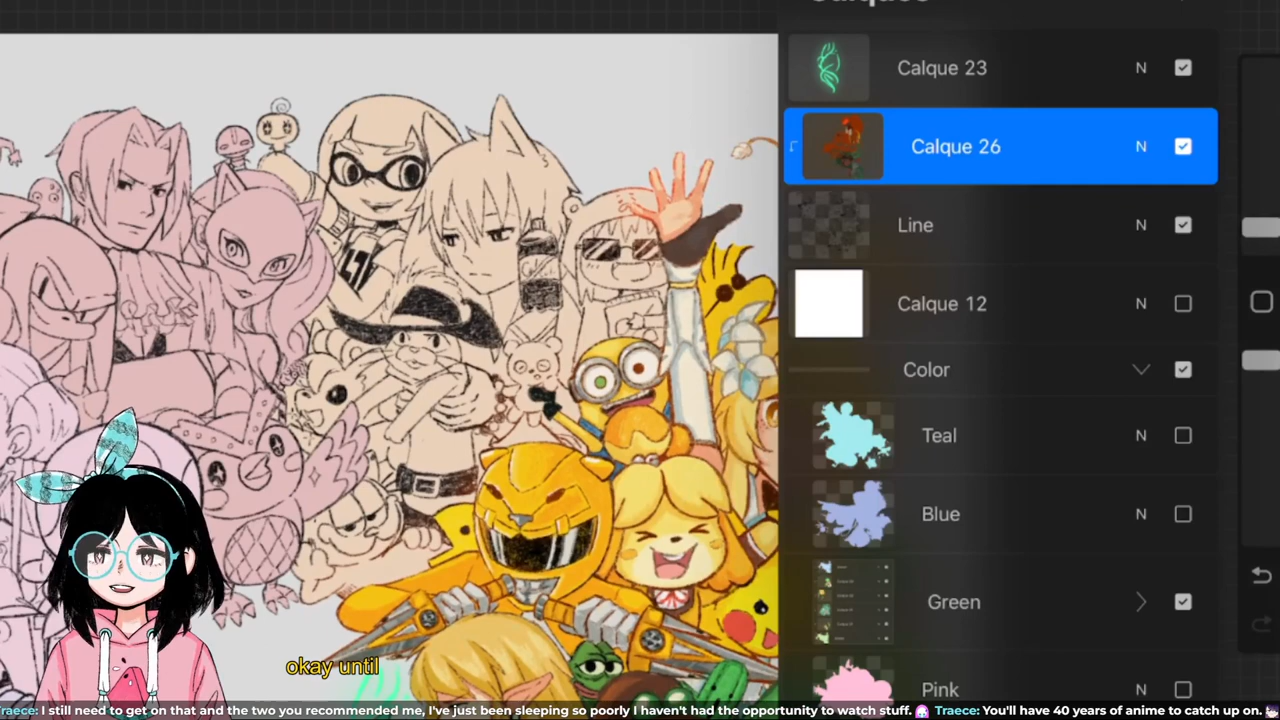 Calques
Calque 23 N
Calque 26 N
Line N
Calque 12 N
Color
Teal N
Blue N
Green
Pink N
okay until
Traece: I still need to get on that and the two you recommended me, I've just been sleeping so poorly I haven't had the opportunity to watch stuff. Traece: You'll have 40 years of anime to catch up on.